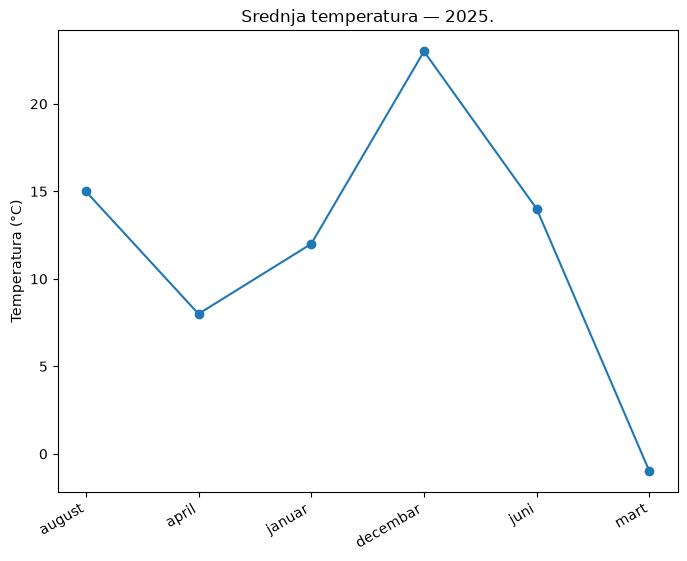 Srednja temperatura — 2025.
Temperatura (°C)
20
15
10
5
0
august
april
januar
decembar
juni
mart